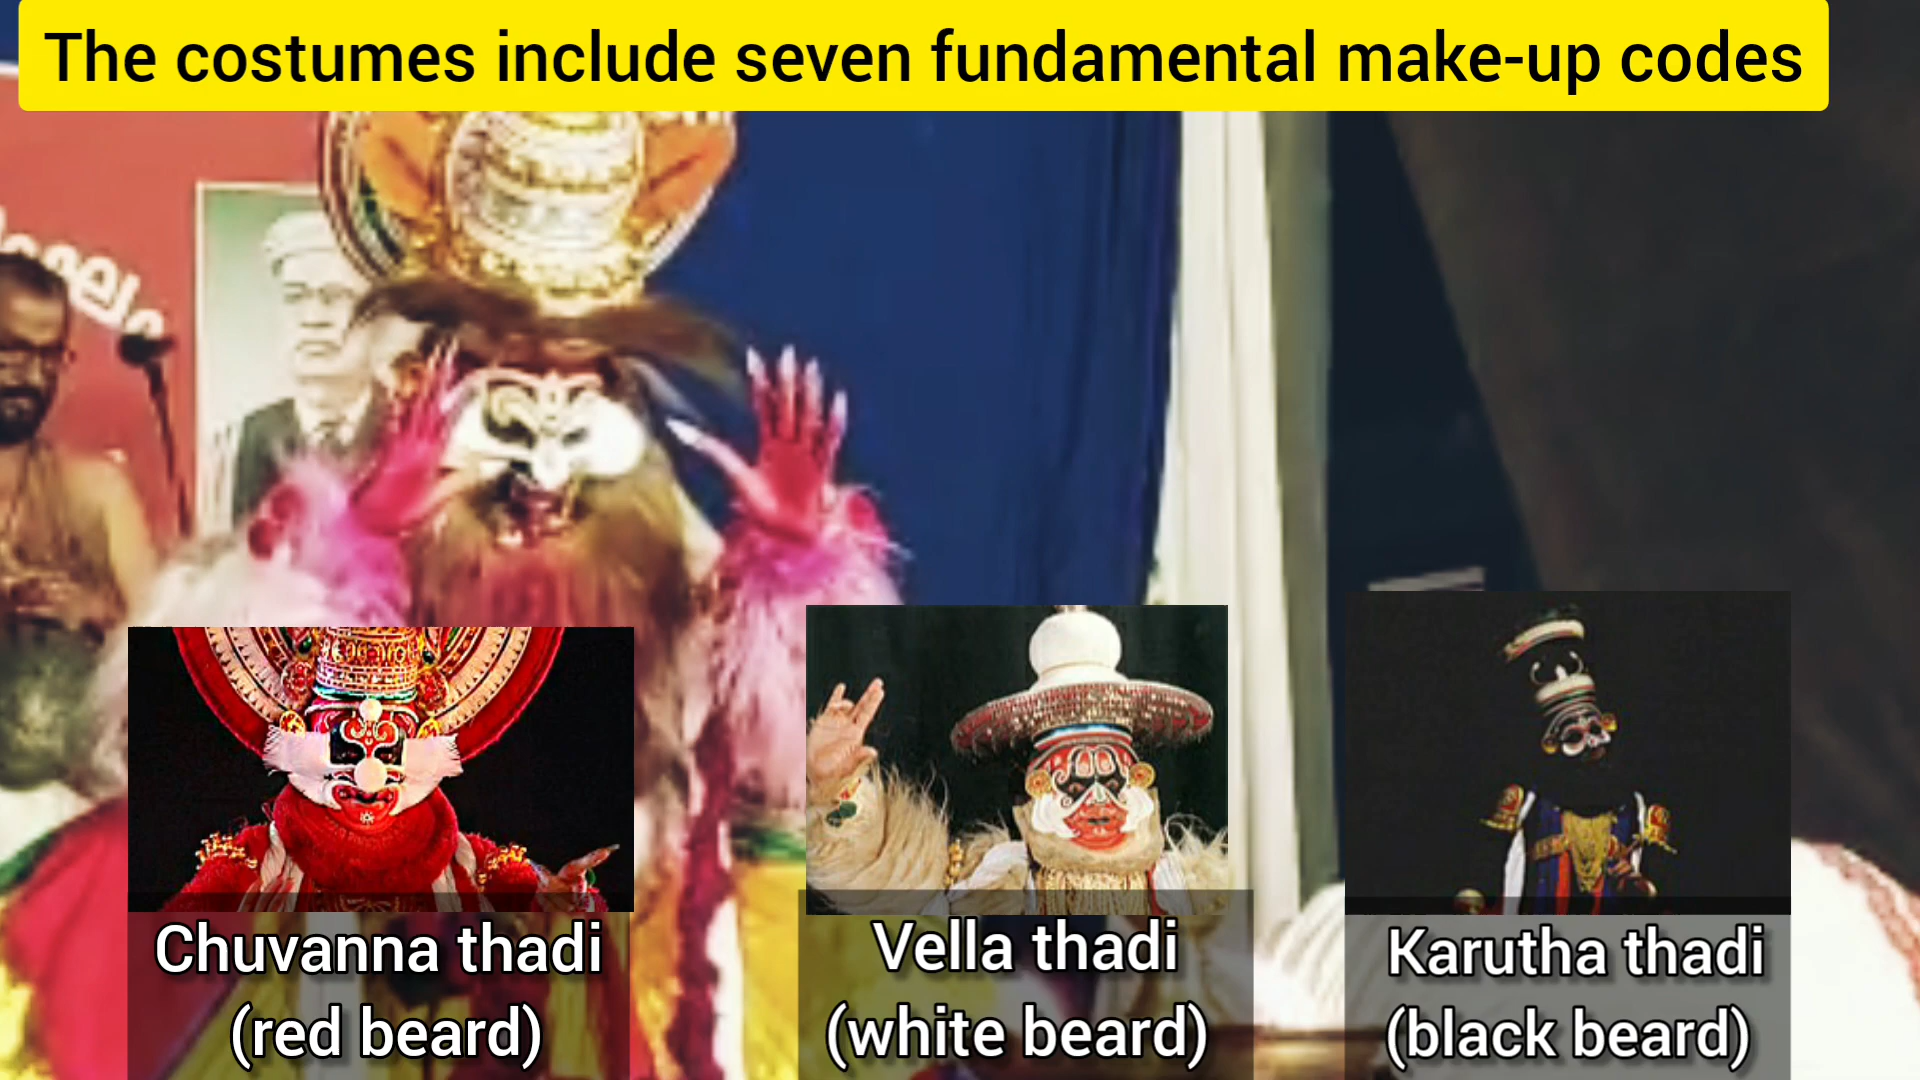 The costumes include seven fundamental make-up codes
Chuvanna thadi
(red beard)
Vella thadi
(white beard)
Karutha thadi
(black beard)